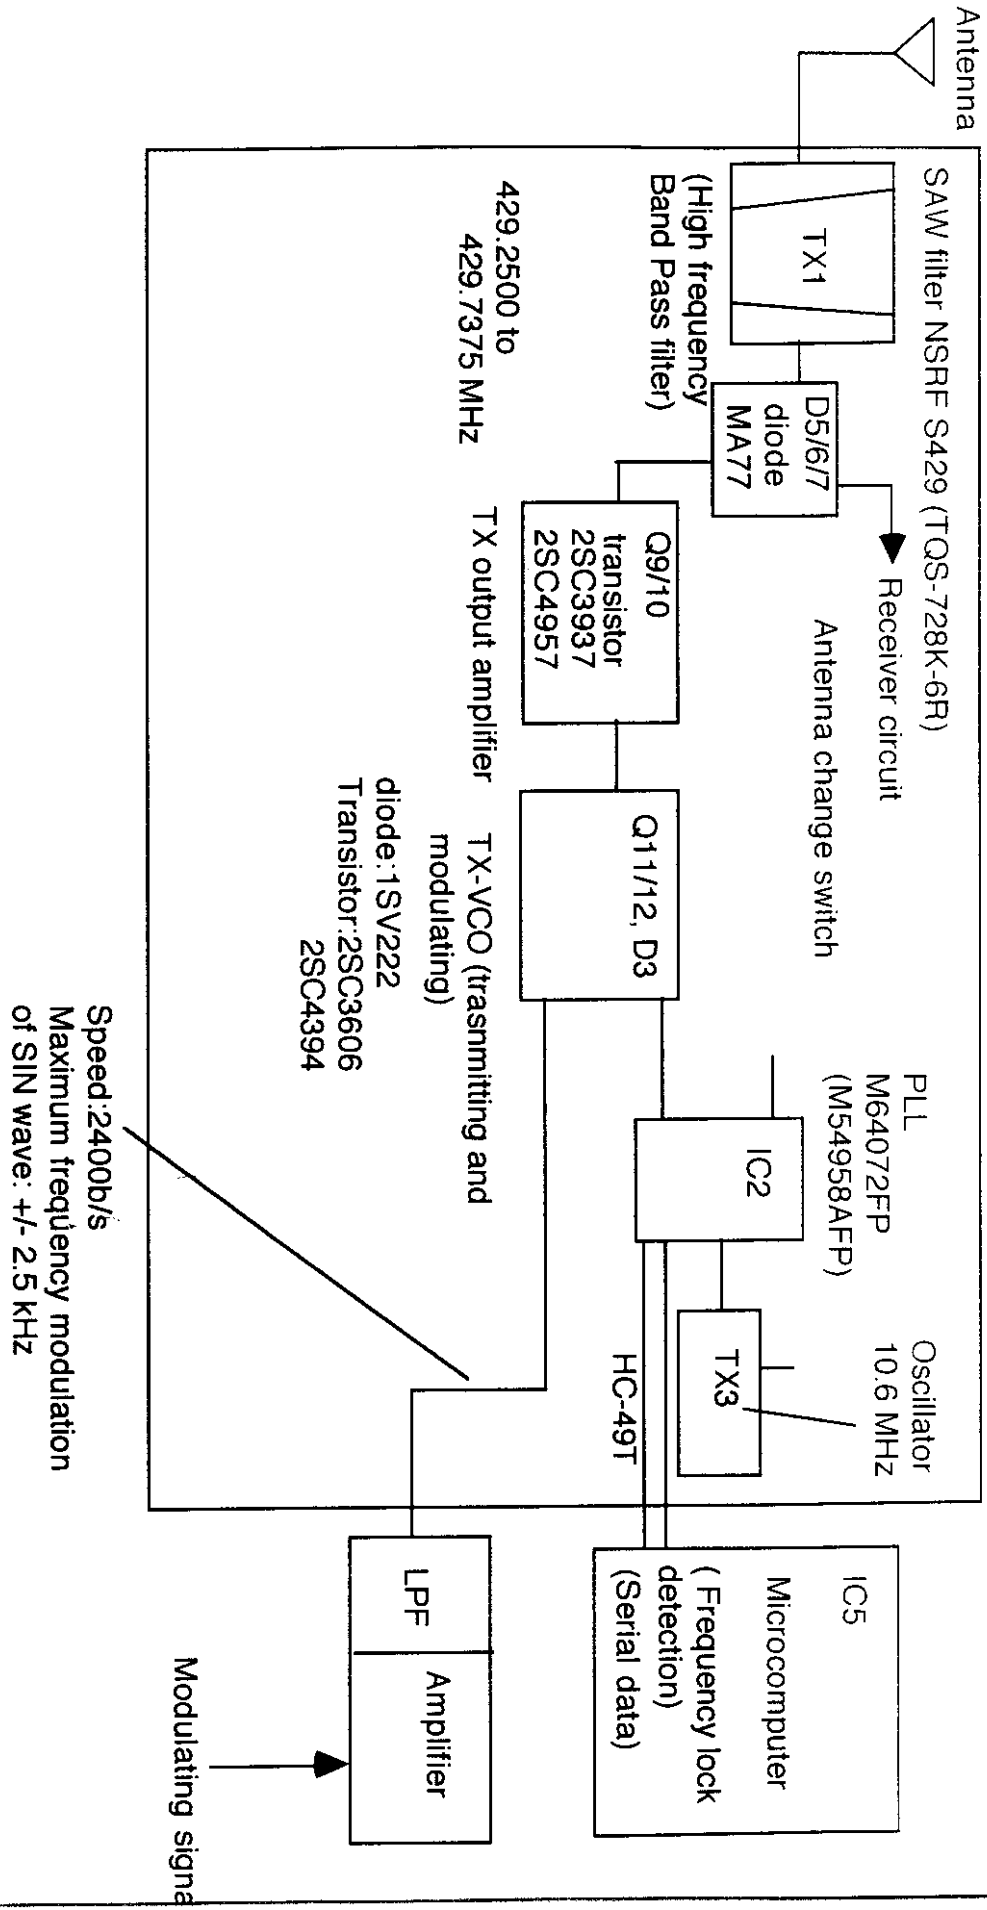 Antenna
SAW filter NSRF S429 (TQS-728K-6R)
TX1
(High frequency
Band Pass filter)
D5/6/7
diode
MA77
Receiver circuit
Antenna change switch
429.2500 to
429.7375 MHz
Q9/10
transistor
2SC3937
2SC4957
TX output amplifier
Q11/12, D3
TX-VCO (trasnmitting and
modulating)
diode:1SV222
Transistor:2SC3606
2SC4394
PLL
M64072FP
(M54958AFP)
IC2
Oscillator
10.6 MHz
TX3
HC-49T
IC5
Microcomputer
( Frequency lock
detection)
(Serial data)
LPF
Amplifier
Modulating signa
Speed:2400b/s
Maximum frequency modulation
of SIN wave: +/- 2.5 kHz